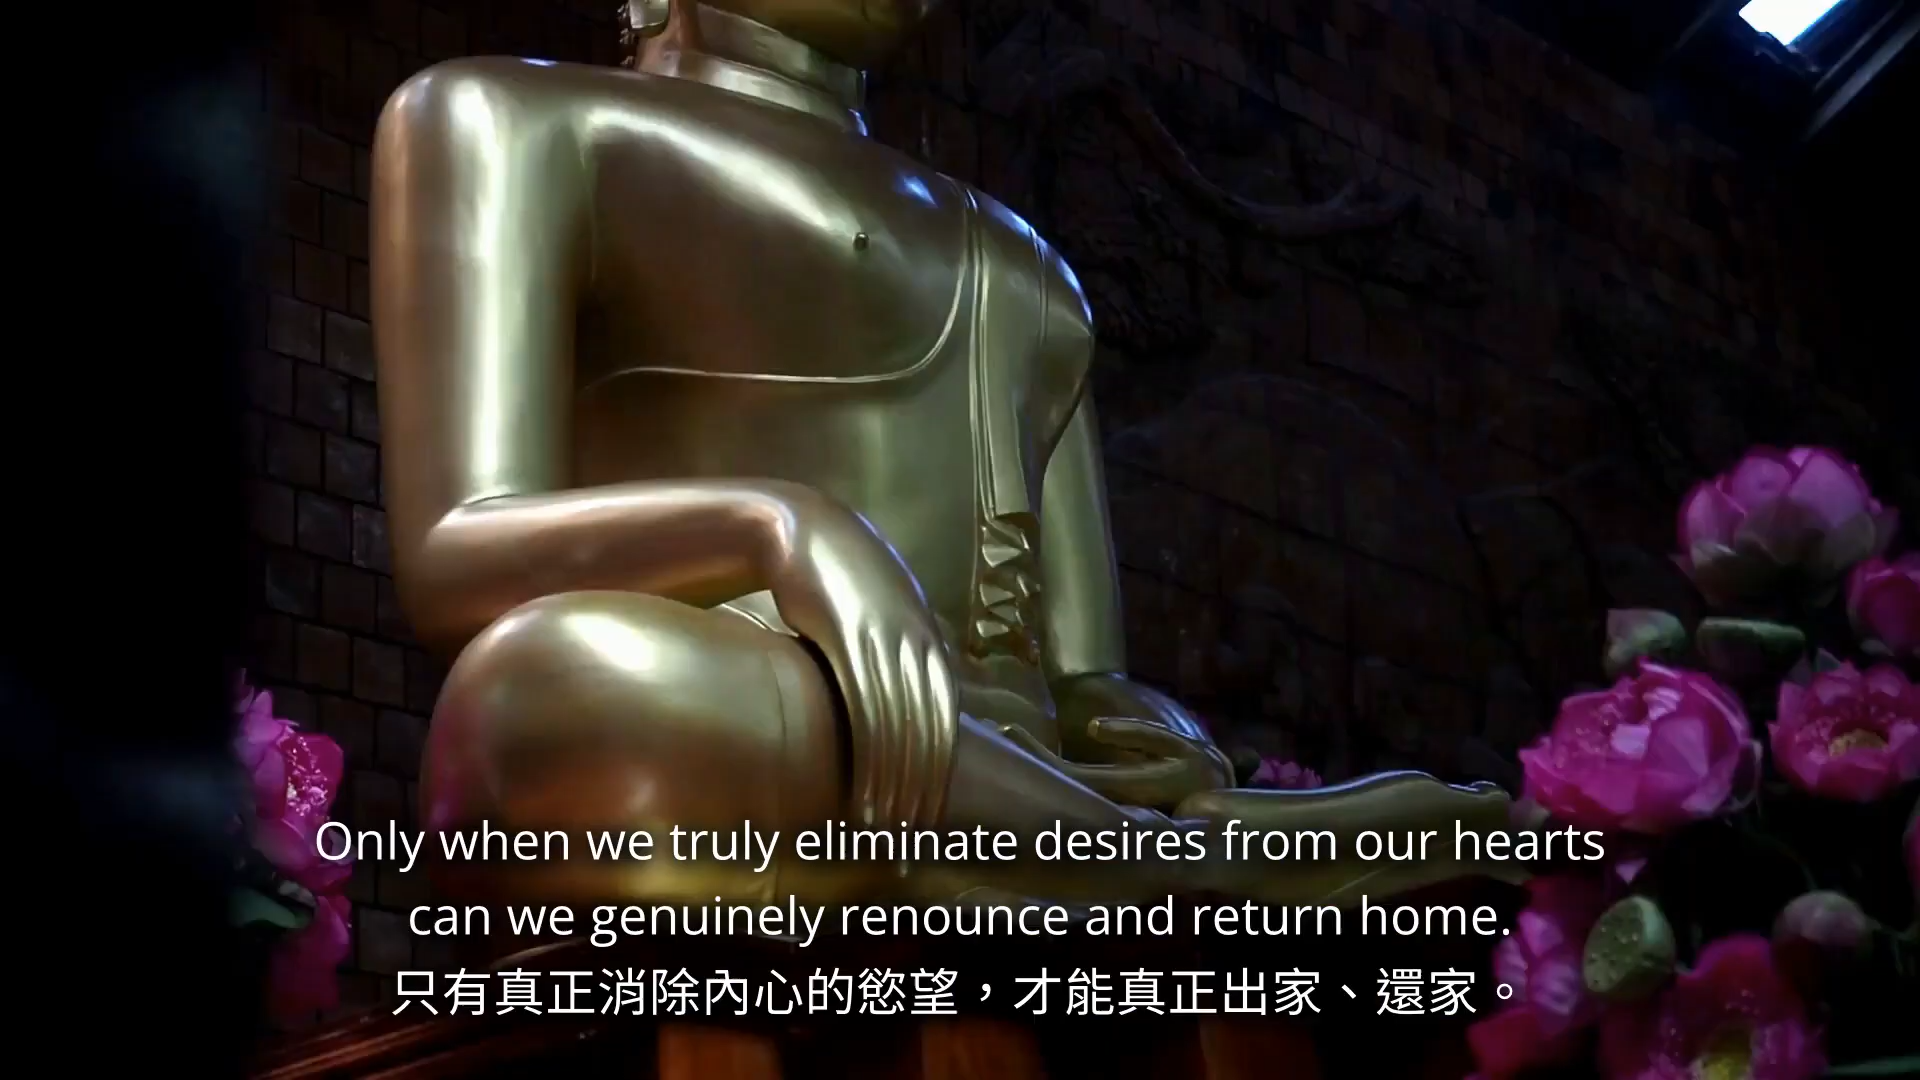 Only when we truly eliminate desires from our hearts
can we genuinely renounce and return home.
只有真正消除內心的慾望，才能真正出家、還家。